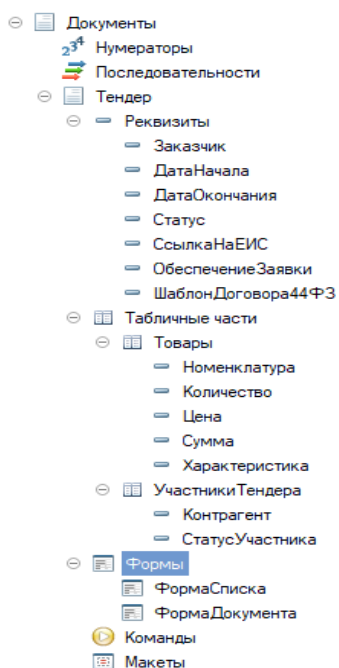 Документы
Нумераторы
Последовательности
Тендер
Реквизиты
Заказчик
ДатаНачала
ДатаОкончания
Статус
СсылкаНаЕИС
ОбеспечениеЗаявки
ШаблонДоговора44ФЗ
Табличные части
Товары
Номенклатура
Количество
Цена
Сумма
Характеристика
УчастникиТендера
Контрагент
СтатусУчастника
Формы
ФормаСписка
ФормаДокумента
Команды
Макеты